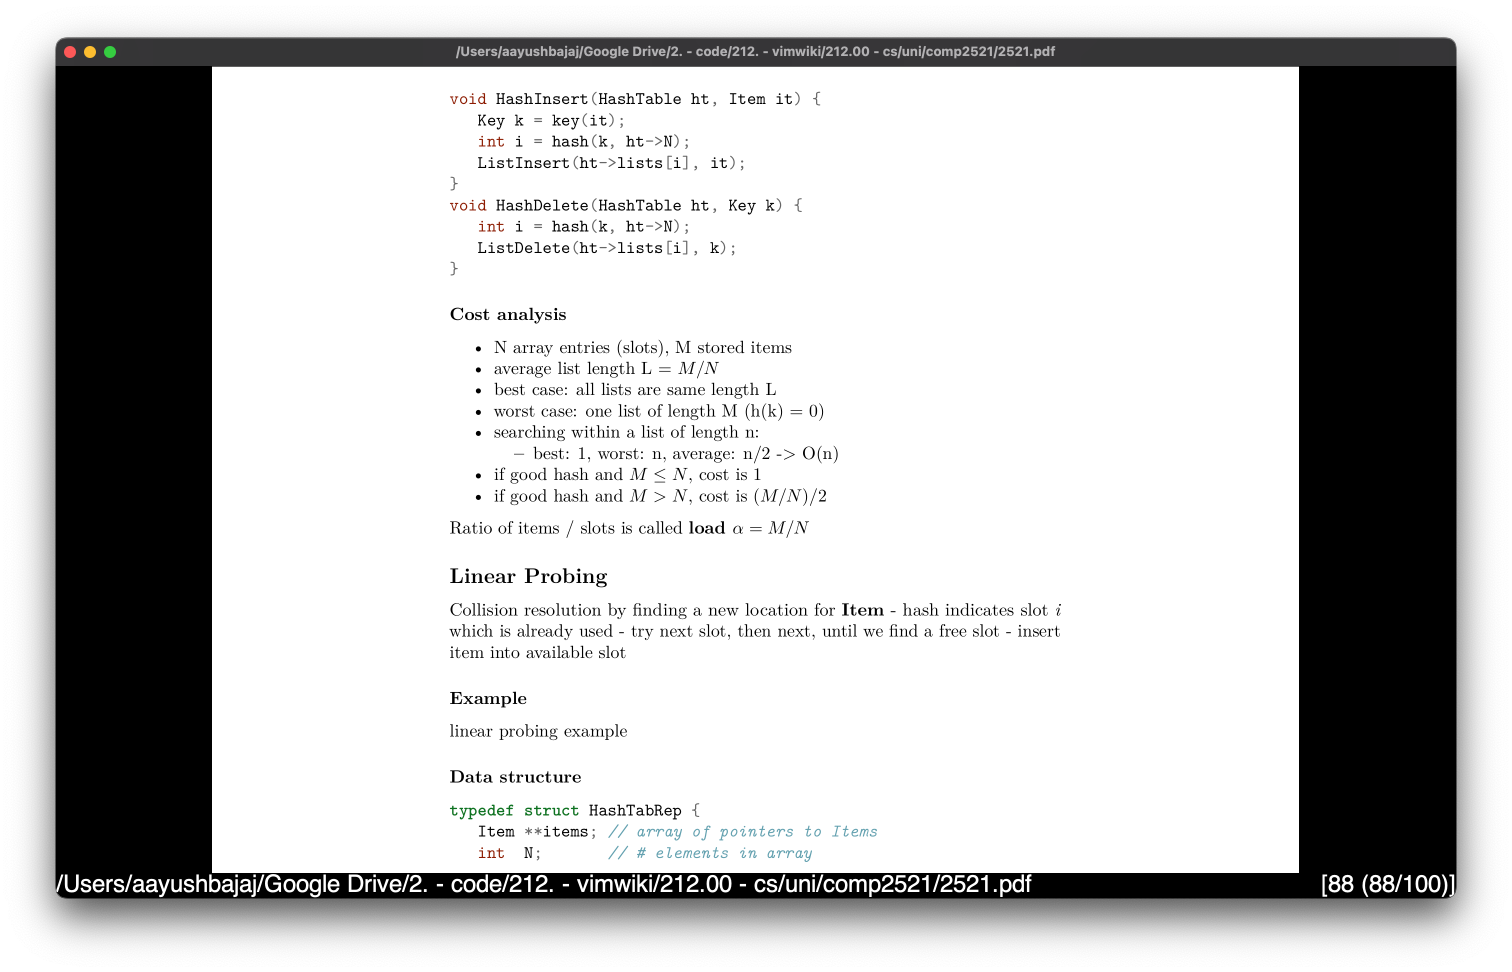 /Users/aayushbajaj/Google Drive/2. - code/212. - vimwiki/212.00 - cs/uni/comp2521/2521.pdf
void HashInsert(HashTable ht, Item it) {
   Key k = key(it);
   int i = hash(k, ht->N);
   ListInsert(ht->lists[i], it);
}
void HashDelete(HashTable ht, Key k) {
   int i = hash(k, ht->N);
   ListDelete(ht->lists[i], k);
}
Cost analysis
• N array entries (slots), M stored items
• average list length L = M/N
• best case: all lists are same length L
• worst case: one list of length M (h(k) = 0)
• searching within a list of length n:
– best: 1, worst: n, average: n/2 -> O(n)
• if good hash and M ≤ N, cost is 1
• if good hash and M > N, cost is (M/N)/2
Ratio of items / slots is called load α = M/N
Linear Probing
Collision resolution by finding a new location for Item - hash indicates slot i
which is already used - try next slot, then next, until we find a free slot - insert
item into available slot
Example
linear probing example
Data structure
typedef struct HashTabRep {
   Item **items; // array of pointers to Items
   int  N;       // # elements in array
/Users/aayushbajaj/Google Drive/2. - code/212. - vimwiki/212.00 - cs/uni/comp2521/2521.pdf [88 (88/100)]